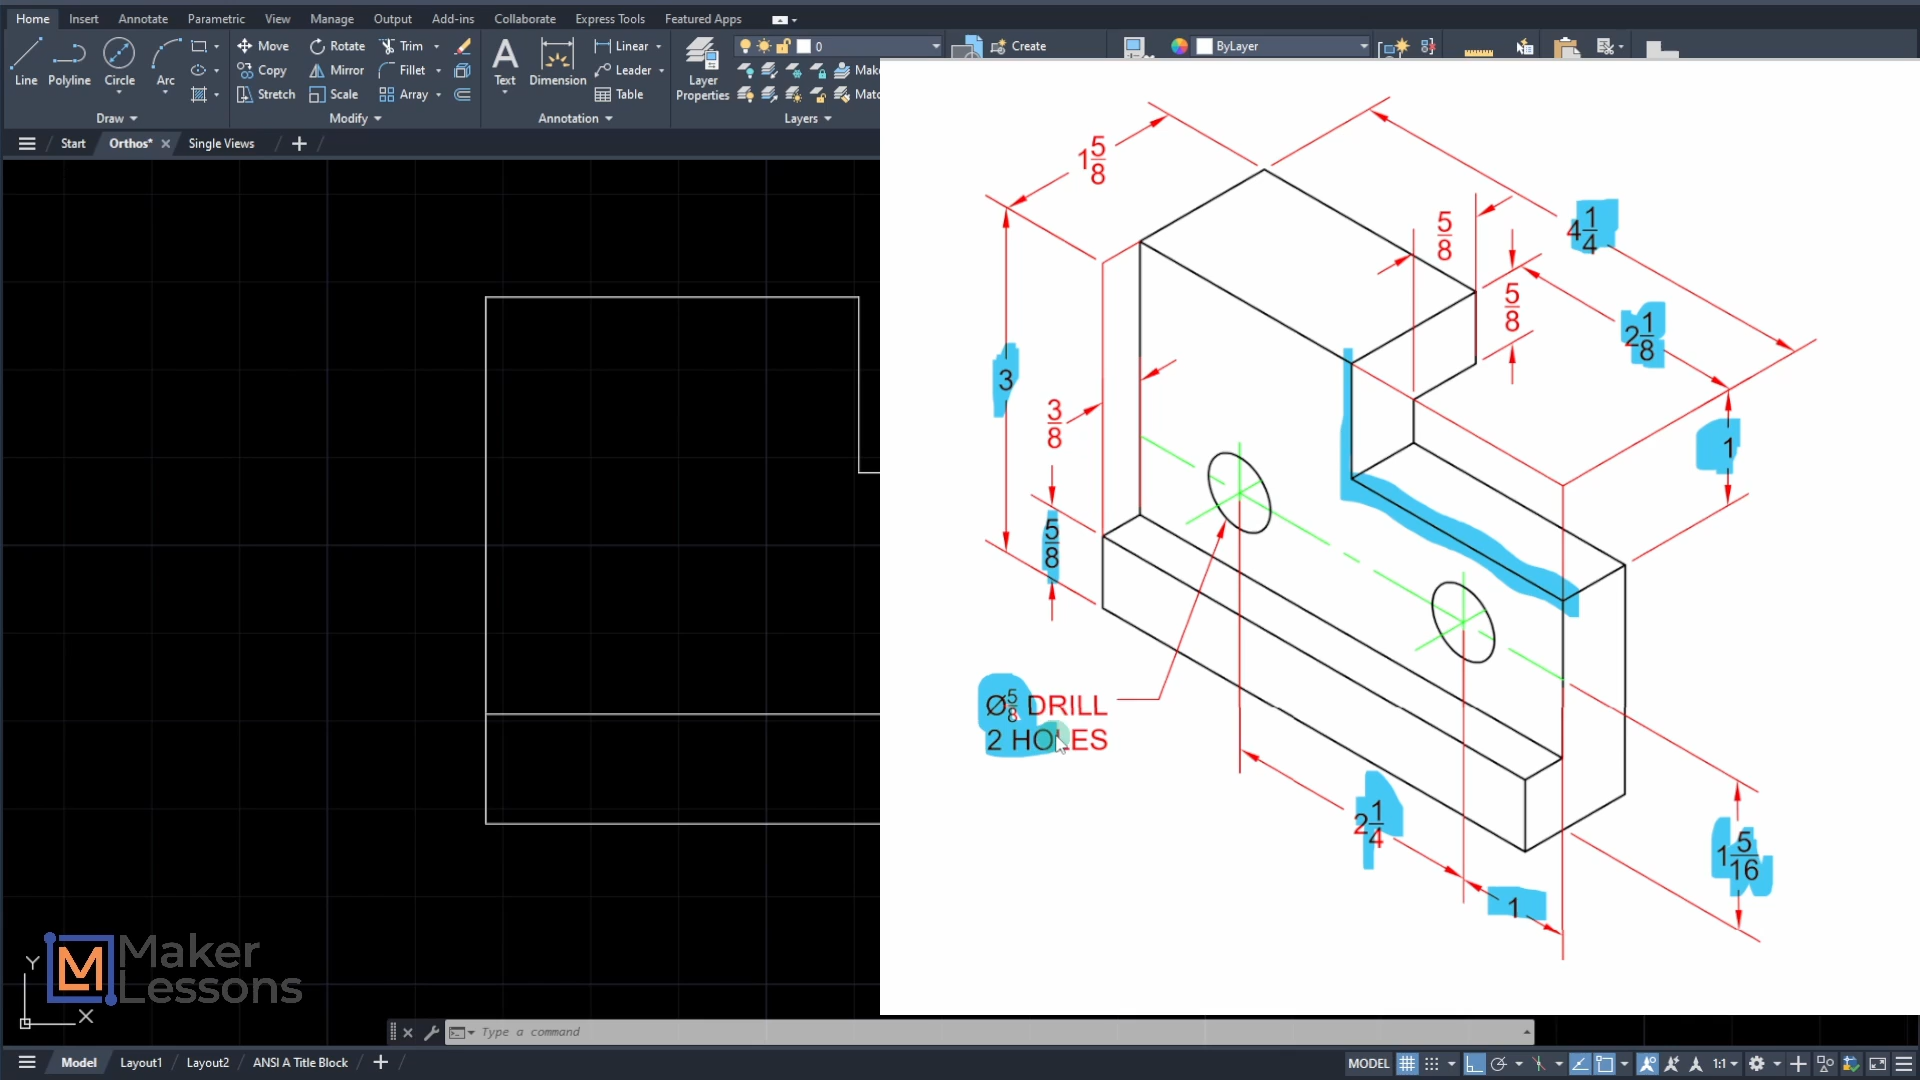 Home Insert Annotate Parametric View Manage Output Add-ins Collaborate Express Tools Featured Apps
Move Rotate Trim Linear 0 Create ByLayer
Line Polyline Circle Arc Copy Mirror Fillet Text Dimension Leader Layer Properties Make
Stretch Scale Array Table Matc
Draw Modify Annotation Layers
Start Orthos* Single Views
1 5/8
5/8
4 1/4
5/8
2 1/8
3
1
3/8
5/8
Ø5/8 DRILL
2 HOLES
2 1/4
1 5/16
1
Y
Maker
Lessons
X
Type a command
Model Layout1 Layout2 ANSI A Title Block MODEL 1:1